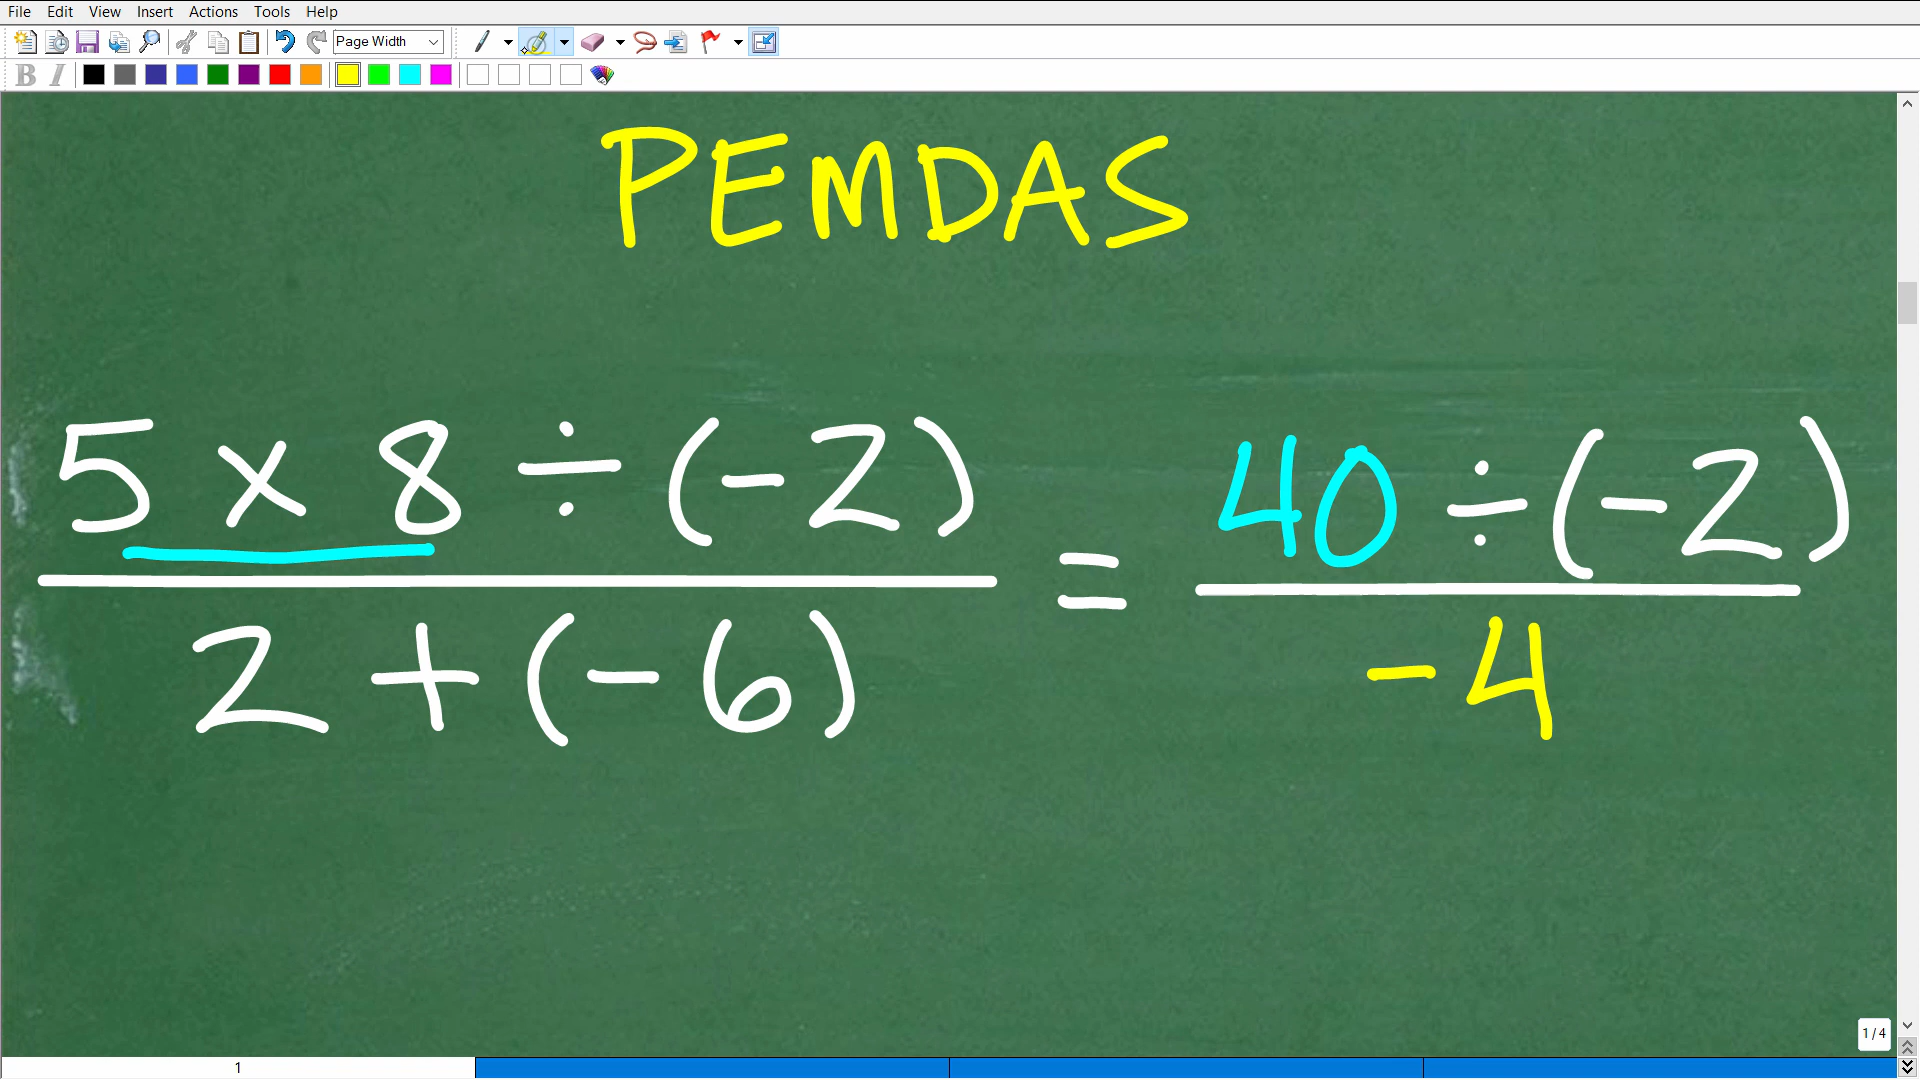 File Edit View Insert Actions Tools Help
Page Width
B I
PEMDAS
5 x 8 ÷ (-2)
2 + (-6)
=
40 ÷ (-2)
-4
1 / 4
1